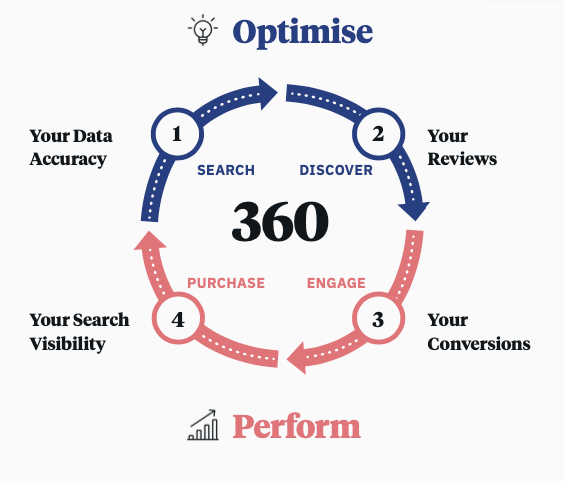 Optimise
1
2
Your Data
Accuracy
Your
Reviews
SEARCH
DISCOVER
360
PURCHASE
ENGAGE
4
3
Your Search
Visibility
Your
Conversions
Perform